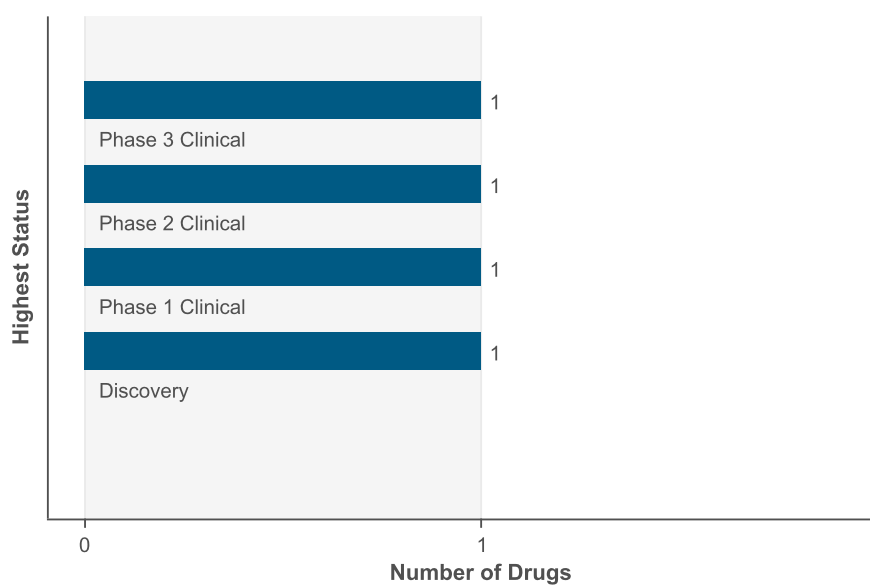 1
Phase 3 Clinical
1
Phase 2 Clinical
1
Phase 1 Clinical
1
Discovery
Highest Status
0
1
Number of Drugs